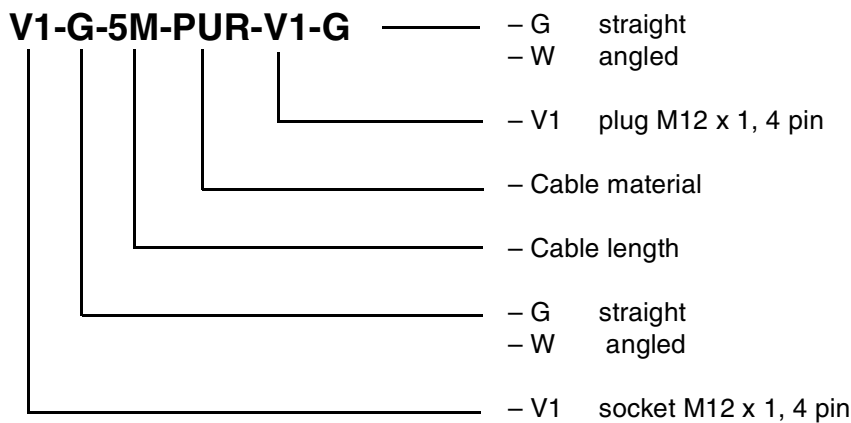 V1-G-5M-PUR-V1-G – G straight
– W angled
– V1 plug M12 x 1, 4 pin
– Cable material
– Cable length
– G straight
– W angled
– V1 socket M12 x 1, 4 pin